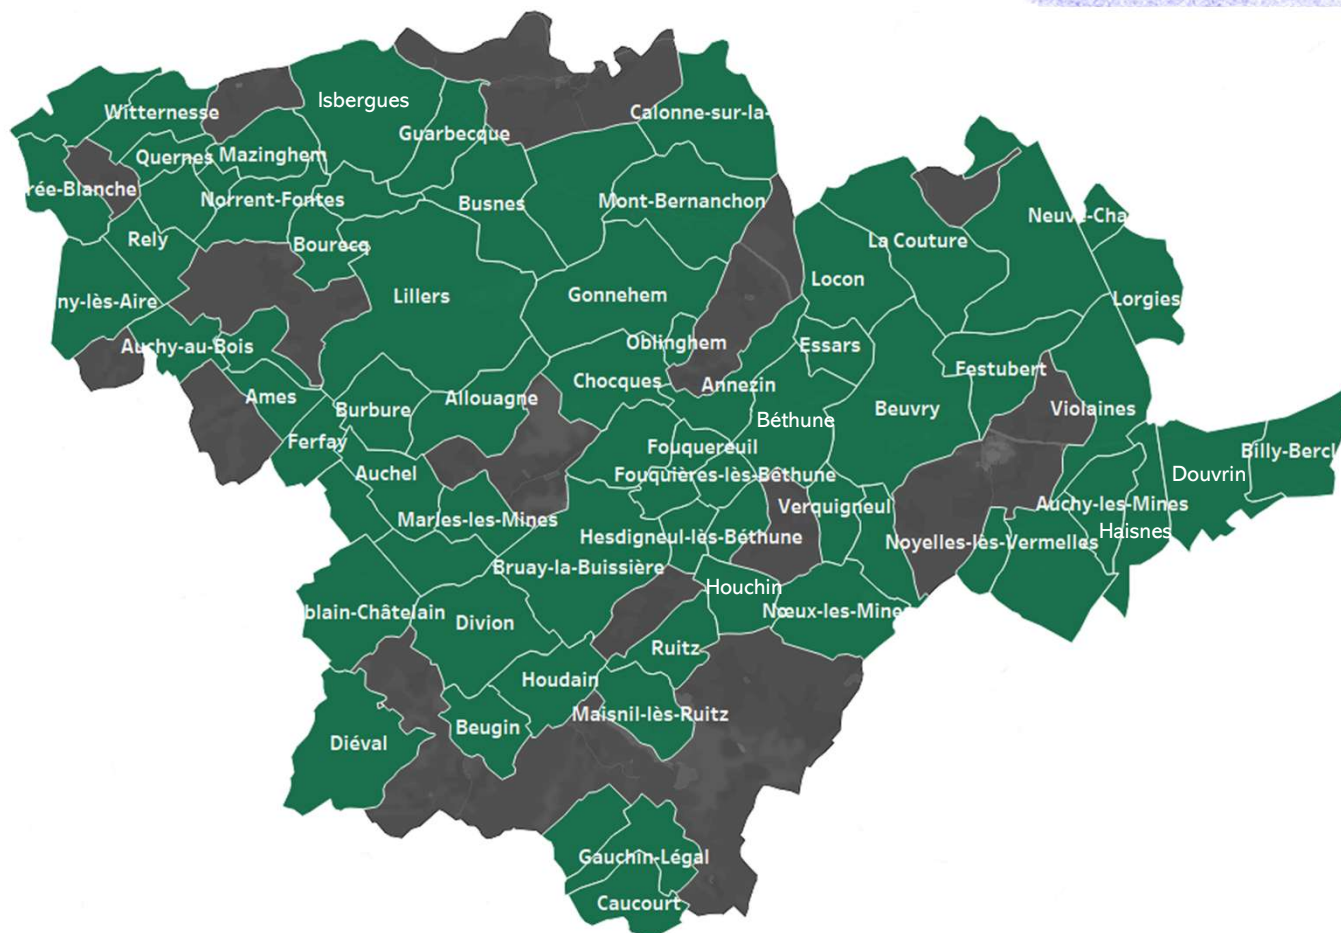 Isbergues
Witternesse
Calonne-sur-la-
Guarbecque
Quernes
Mazinghem
rée-Blanche
Norrent-Fontes
Busnes
Mont-Bernanchon
Neuve-Cha
Rely
Bourecq
La Couture
Locon
ny-lès-Aire
Lillers
Gonnehem
Lorgies
Auchy-au-Bois
Oblinghem
Essars
Festubert
Chocques
Annezin
Ames
Allouagne
Burbure
Beuvry
Violaines
Béthune
Ferfay
Fouquereuil
Billy-Bercl
Auchel
Fouquières-lès-Béthune
Douvrin
Verquigneul
Auchy-les-Mines
Marles-les-Mines
Haisnes
Hesdigneul-lès-Béthune
Noyelles-lès-Vermelles
Bruay-la-Buissière
Houchin
blain-Châtelain
Nœux-les-Mines
Divion
Ruitz
Houdain
Maisnil-lès-Ruitz
Beugin
Diéval
Gauchin-Légal
Caucourt